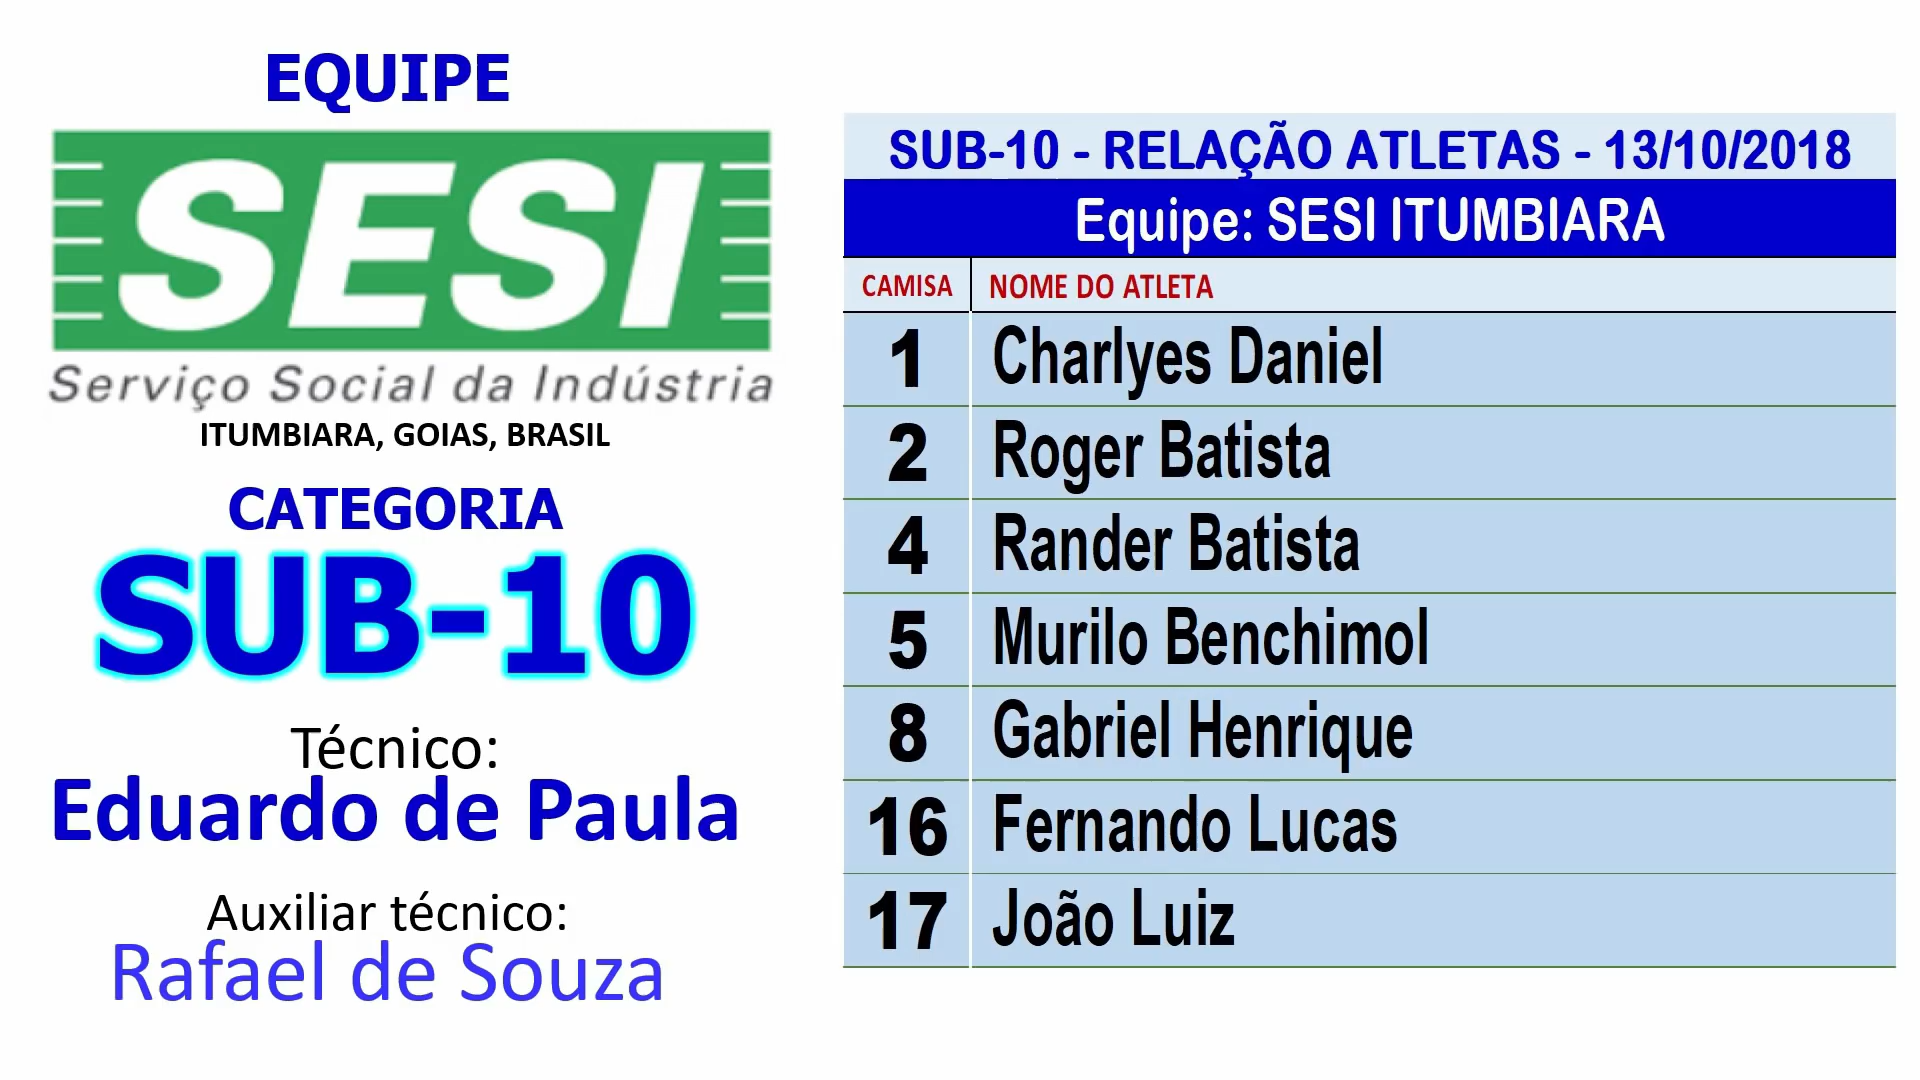 EQUIPE
SESI
Serviço Social da Indústria
ITUMBIARA, GOIAS, BRASIL
CATEGORIA
SUB-10
Técnico:
Eduardo de Paula
Auxiliar técnico:
Rafael de Souza
SUB-10 - RELAÇÃO ATLETAS - 13/10/2018
Equipe: SESI ITUMBIARA
CAMISA NOME DO ATLETA
1 Charlyes Daniel
2 Roger Batista
4 Rander Batista
5 Murilo Benchimol
8 Gabriel Henrique
16 Fernando Lucas
17 João Luiz